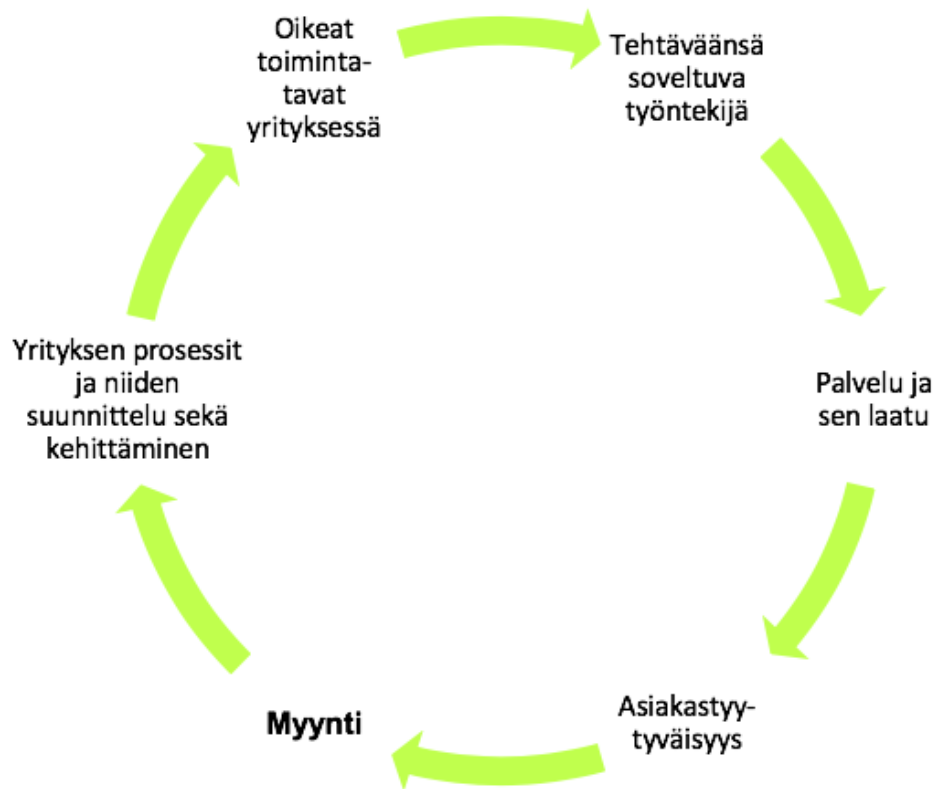 Oikeat
toiminta-
tavat
yrityksessä
Tehtäväänsä
soveltuva
työntekijä
Palvelu ja
sen laatu
Asiakastyy-
tyväisyys
Myynti
Yrityksen prosessit
ja niiden
suunnittelu sekä
kehittäminen